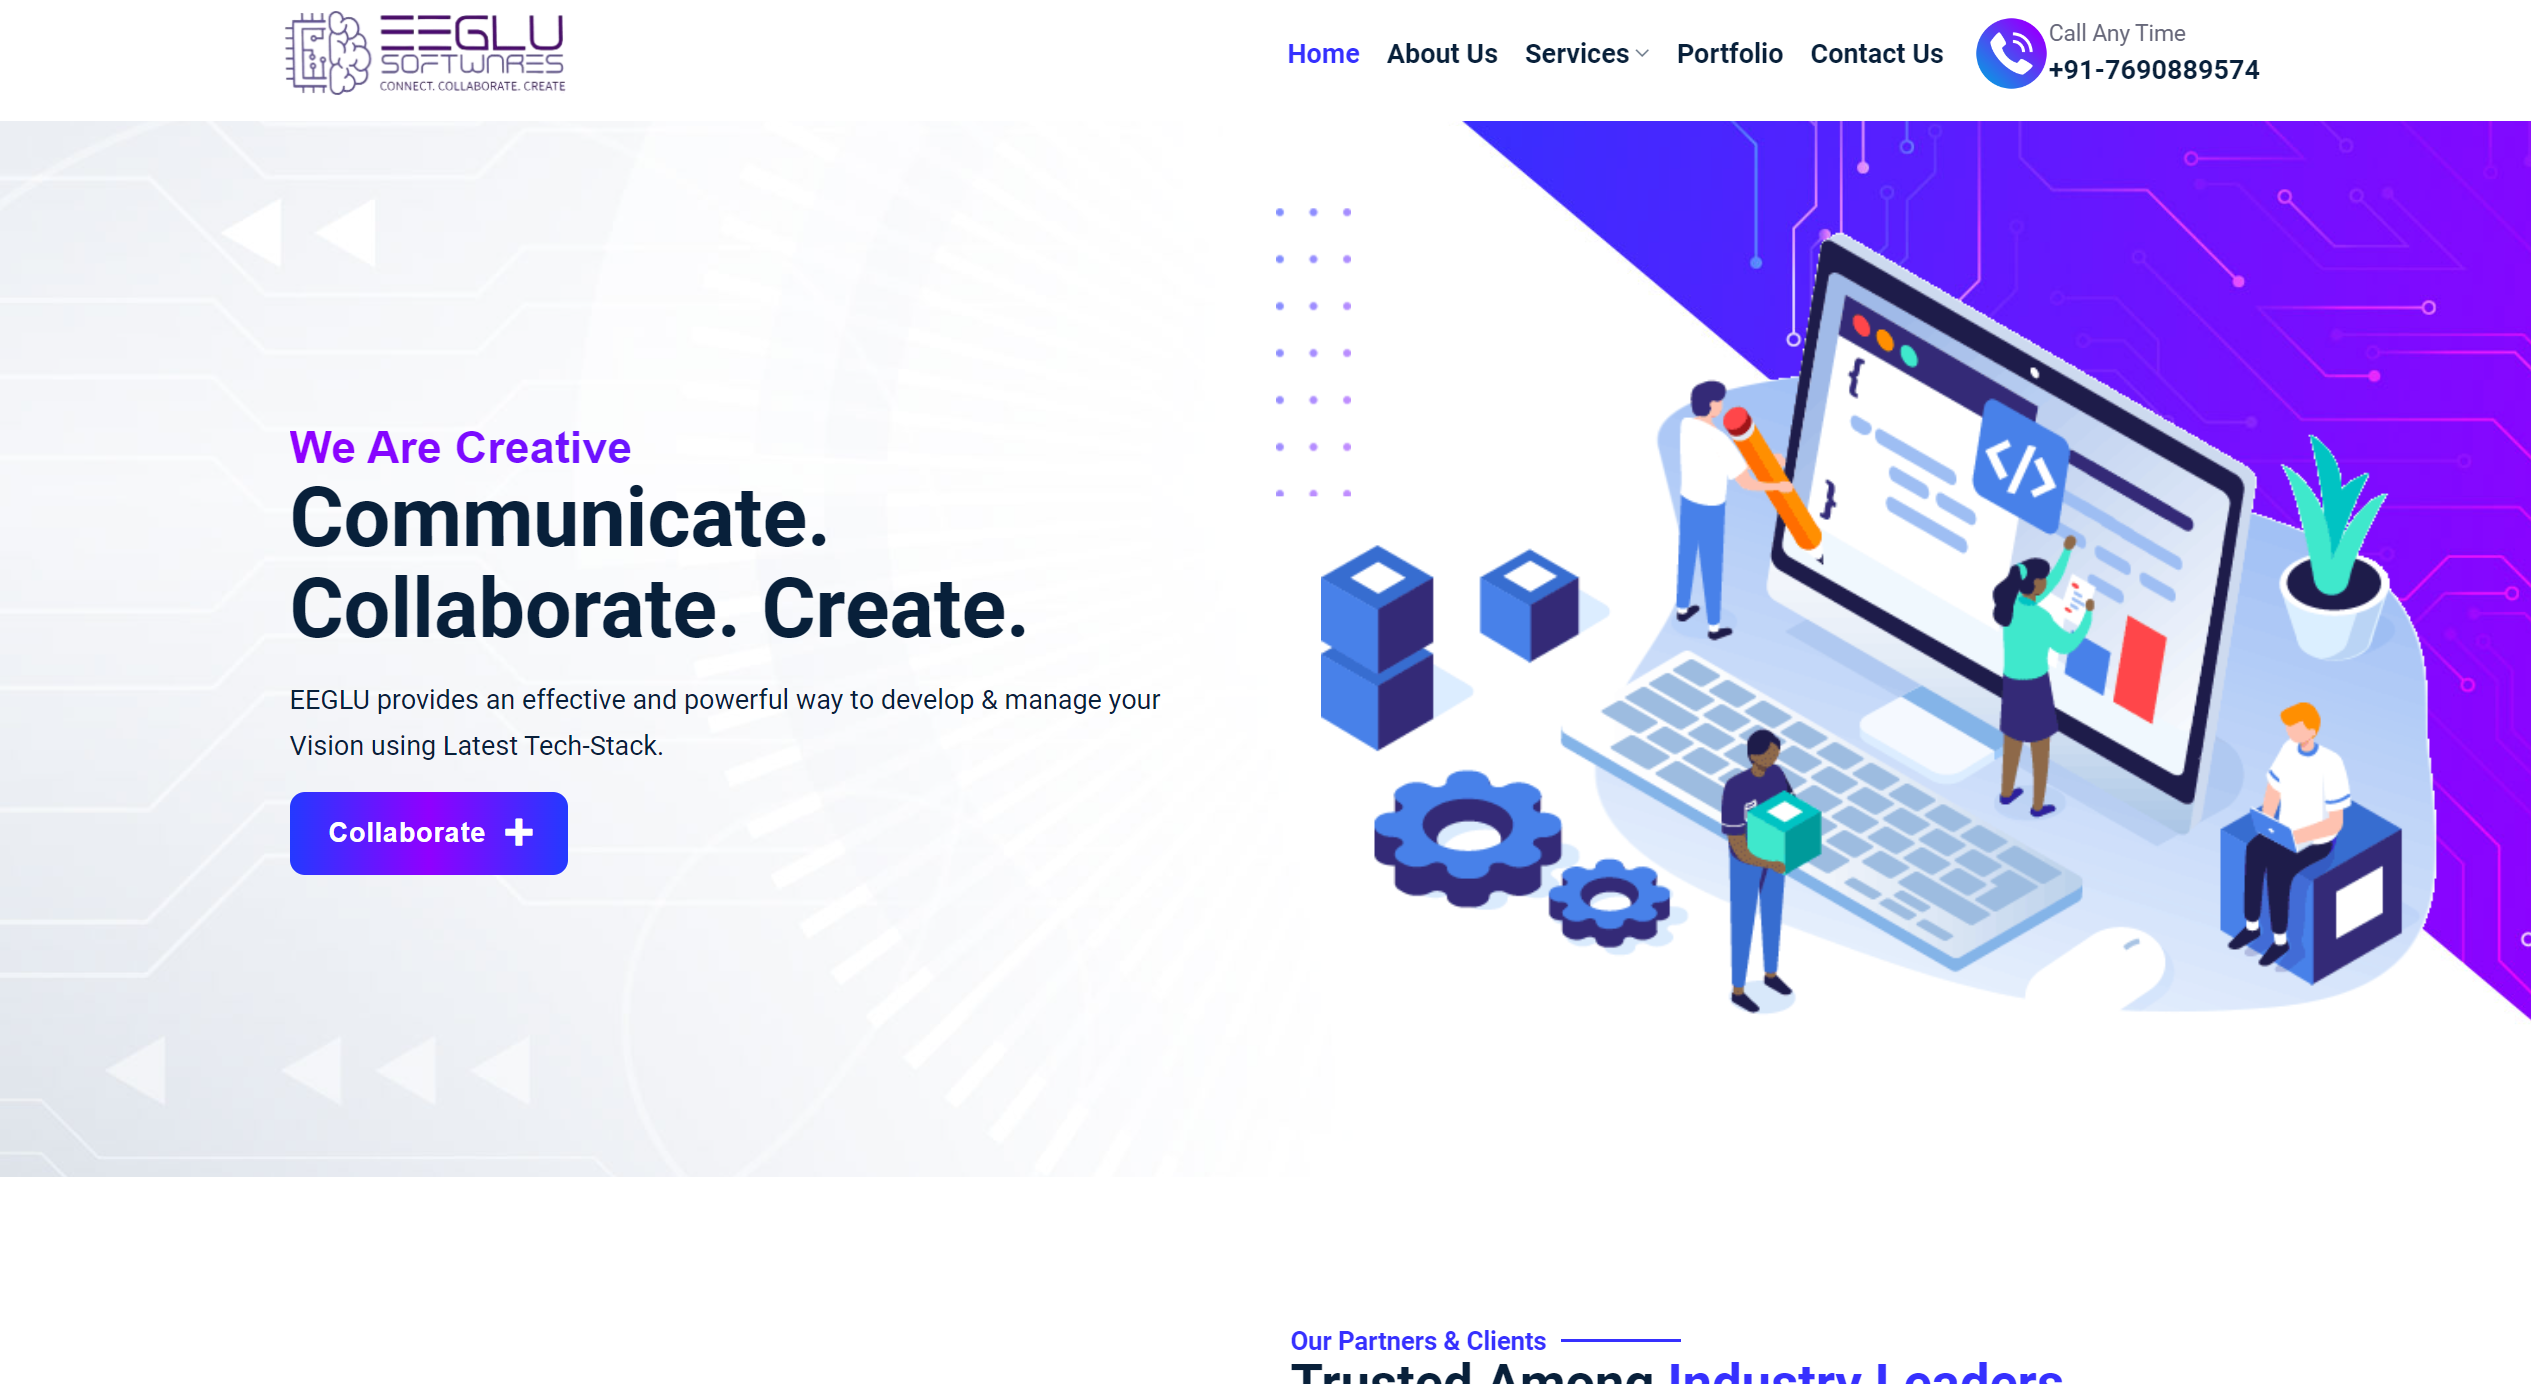 EEGLU
SOFTWARES
CONNECT. COLLABORATE. CREATE
Home About Us Services Portfolio Contact Us
Call Any Time
+91-7690889574
We Are Creative
Communicate.
Collaborate. Create.
EEGLU provides an effective and powerful way to develop & manage your
Vision using Latest Tech-Stack.
Collaborate
{
</>
}
Our Partners & Clients
Trusted Among Industry Leaders